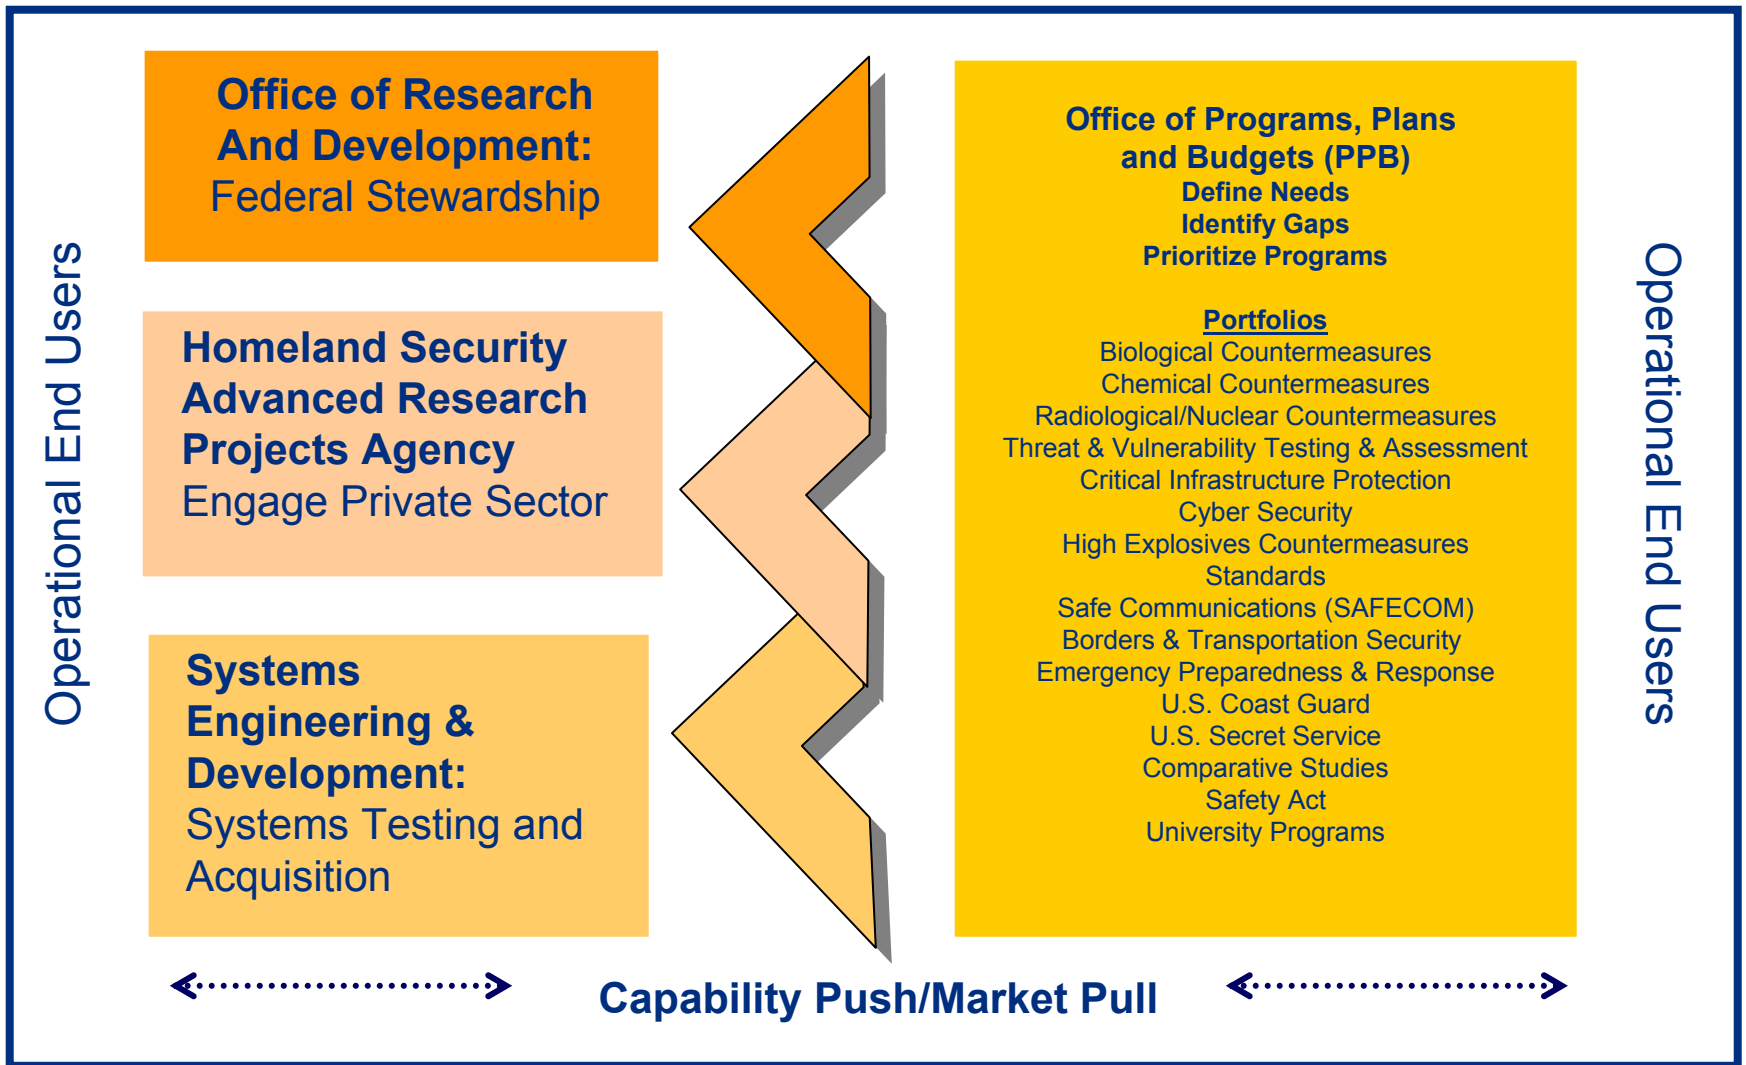 Operational End Users
Office of Research
And Development:
Federal Stewardship
Homeland Security
Advanced Research
Projects Agency
Engage Private Sector
Systems
Engineering &
Development:
Systems Testing and
Acquisition
Office of Programs, Plans
and Budgets (PPB)
Define Needs
Identify Gaps
Prioritize Programs
Portfolios
Biological Countermeasures
Chemical Countermeasures
Radiological/Nuclear Countermeasures
Threat & Vulnerability Testing & Assessment
Critical Infrastructure Protection
Cyber Security
High Explosives Countermeasures
Standards
Safe Communications (SAFECOM)
Borders & Transportation Security
Emergency Preparedness & Response
U.S. Coast Guard
U.S. Secret Service
Comparative Studies
Safety Act
University Programs
Operational End Users
Capability Push/Market Pull